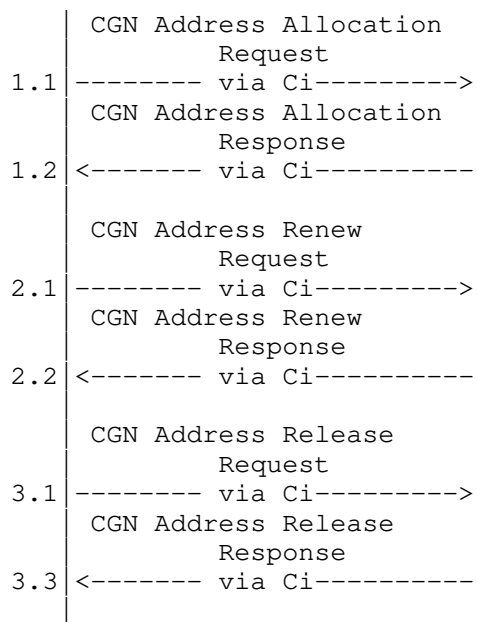 | CGN Address Allocation
| Request
1.1|-------- via Ci--------->
| CGN Address Allocation
| Response
1.2|<------- via Ci----------
|
| CGN Address Renew
| Request
2.1|-------- via Ci--------->
| CGN Address Renew
| Response
2.2|<------- via Ci----------
|
| CGN Address Release
| Request
3.1|-------- via Ci--------->
| CGN Address Release
| Response
3.3|<------- via Ci----------
|